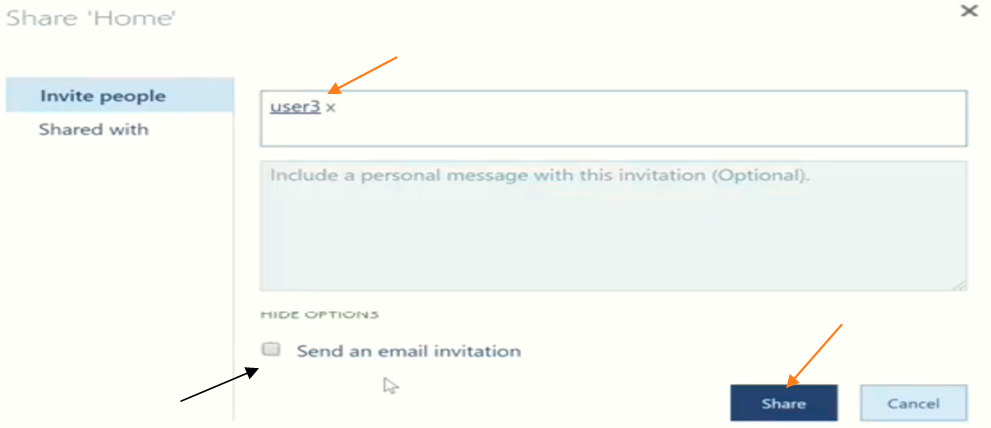 Share 'Home'
Invite people
Shared with
user3 x
Include a personal message with this invitation (Optional).
HIDE OPTIONS
Send an email invitation
Share
Cancel